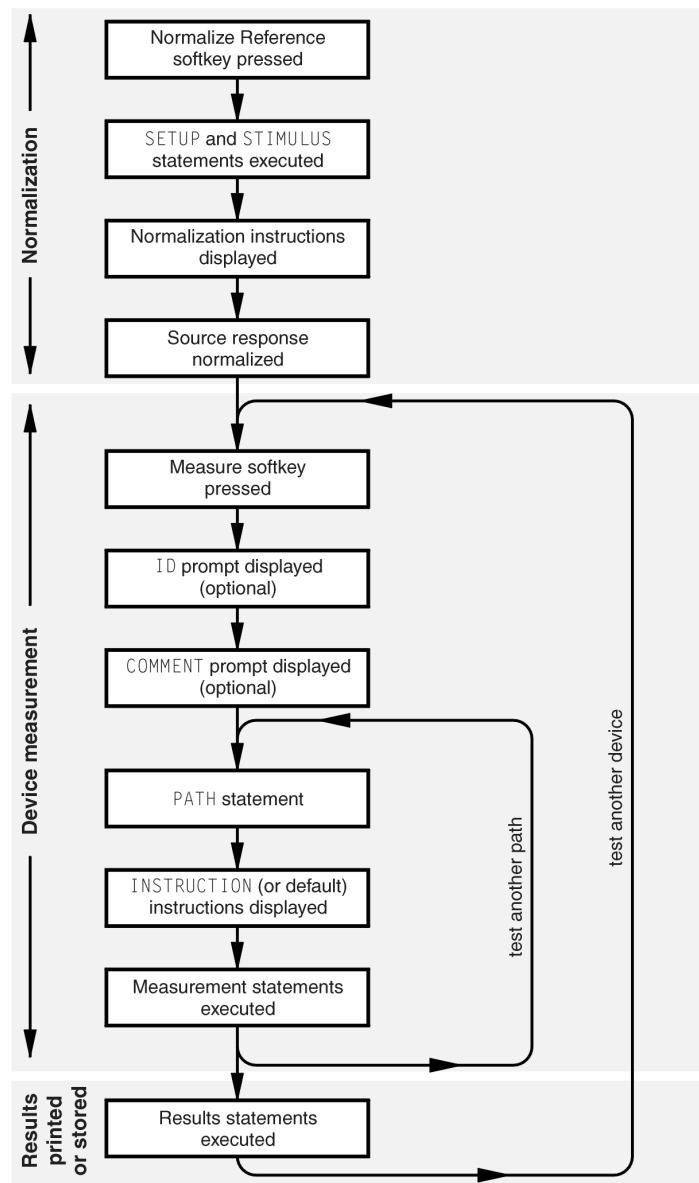 Normalization
Normalize Reference
softkey pressed
SETUP and STIMULUS
statements executed
Normalization instructions
displayed
Source response
normalized
Device measurement
Measure softkey
pressed
ID prompt displayed
(optional)
COMMENT prompt displayed
(optional)
PATH statement
INSTRUCTION (or default)
instructions displayed
Measurement statements
executed
test another path
test another device
Results
printed
or stored
Results statements
executed